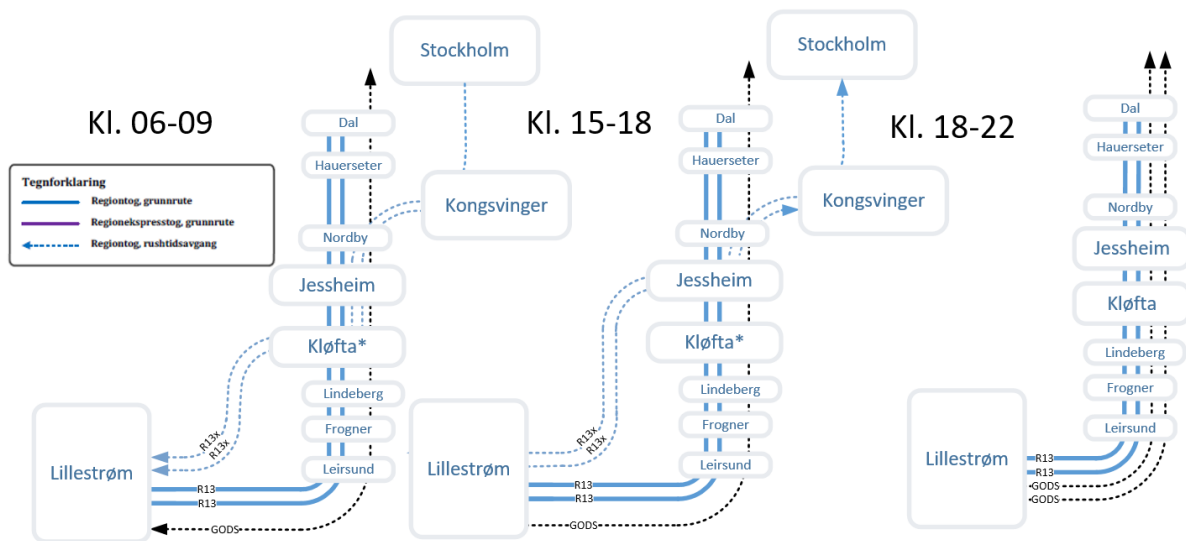 Kl. 06-09
Tegnforklaring
Regiontog, grunnrute
Regionekspresstog, grunnrute
Regiontog, rushtidsavgang
Stockholm
Dal
Hauerseter
Kongsvinger
Nordby
Jessheim
Kløfta*
Lindeberg
Frogner
Leirsund
Lillestrøm
R13x
R13x
R13
R13
GODS
Kl. 15-18
Stockholm
Dal
Hauerseter
Kongsvinger
Nordby
Jessheim
Kløfta*
Lindeberg
Frogner
Leirsund
Lillestrøm
R13x
R13x
R13
R13
GODS
Kl. 18-22
Dal
Hauerseter
Nordby
Jessheim
Kløfta
Lindeberg
Frogner
Leirsund
Lillestrøm
R13
R13
GODS
GODS